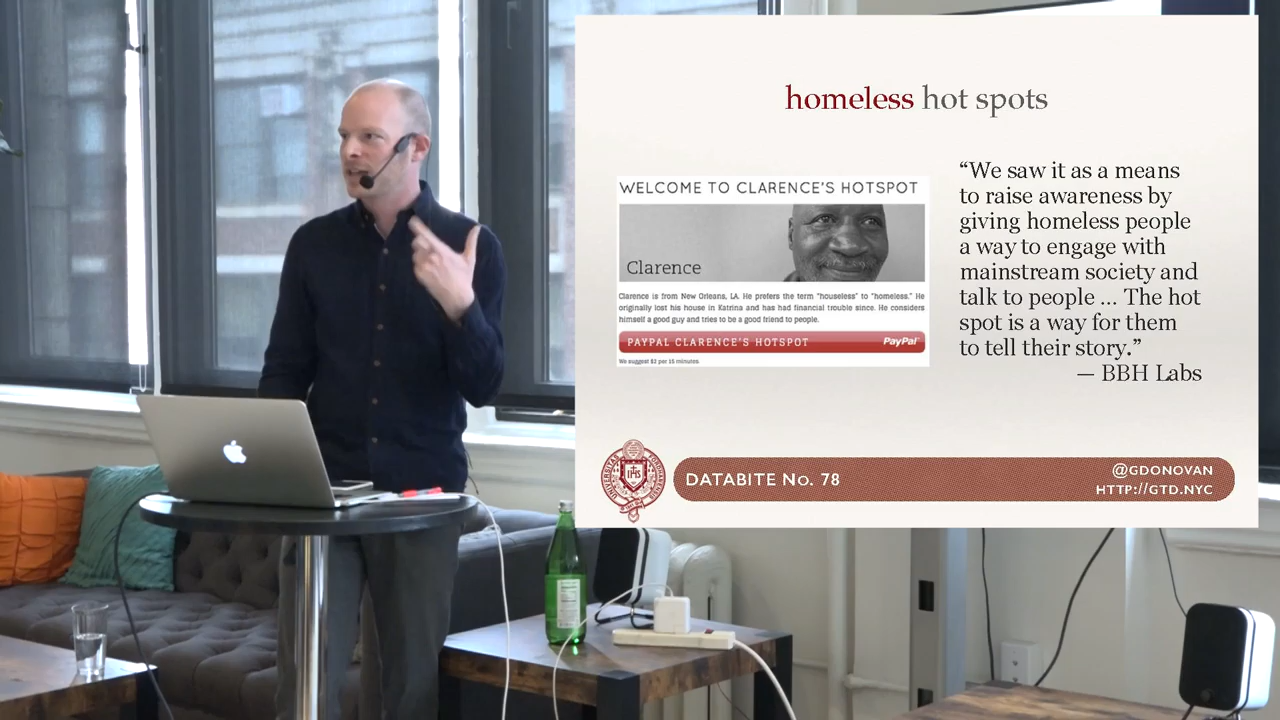 homeless hot spots
WELCOME TO CLARENCE'S HOTSPOT
Clarence
Clarence is from New Orleans, LA. He prefers the term "houseless" to "homeless." He
originally lost his house in Katrina and has had financial trouble since. He considers
himself a good guy and tries to be a good friend to people.
PAYPAL CLARENCE'S HOTSPOT
PayPal
We suggest $2 per 15 minutes
“We saw it as a means
to raise awareness by
giving homeless people
a way to engage with
mainstream society and
talk to people ... The hot
spot is a way for them
to tell their story.”
— BBH Labs
IHS
DATABITE No. 78
@GDONOVAN
HTTP://GTD.NYC